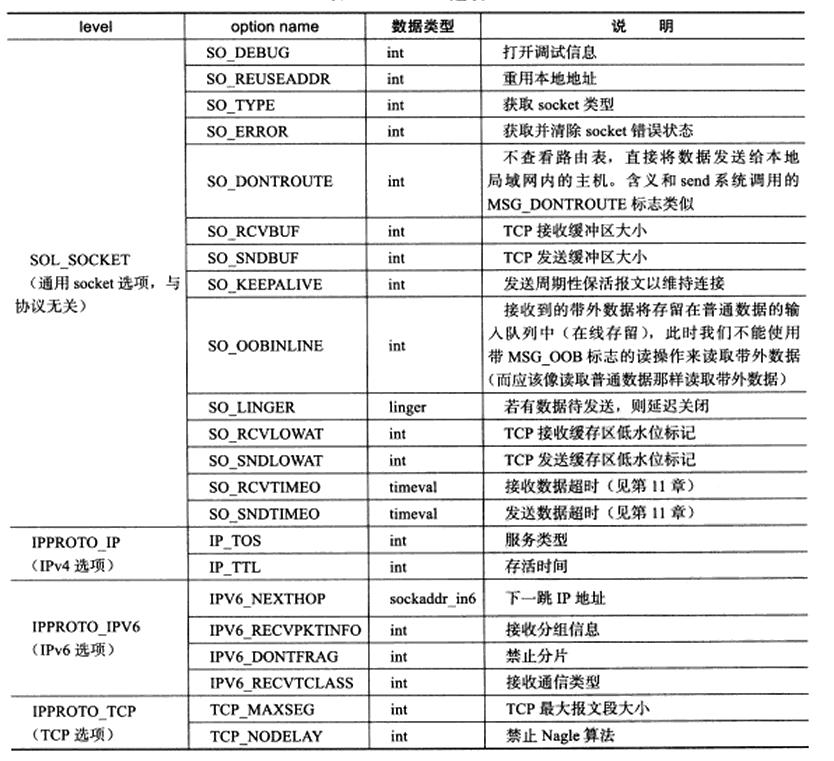 level option name 数据类型 说 明
SO_DEBUG int 打开调试信息
SO_REUSEADDR int 重用本地地址
SO_TYPE int 获取 socket 类型
SO_ERROR int 获取并清除 socket 错误状态
SO_DONTROUTE int 不查看路由表，直接将数据发送给本地
局域网内的主机。含义和 send 系统调用的
MSG_DONTROUTE 标志类似
SO_RCVBUF int TCP 接收缓冲区大小
SOL_SOCKET
（通用 socket 选项，与
协议无关）
SO_SNDBUF int TCP 发送缓冲区大小
SO_KEEPALIVE int 发送周期性保活报文以维持连接
SO_OOBINLINE int 接收到的带外数据将存留在普通数据的输
入队列中（在线存留），此时我们不能使用
带 MSG_OOB 标志的读操作来读取带外数据
（而应该像读取普通数据那样读取带外数据）
SO_LINGER linger 若有数据待发送，则延迟关闭
SO_RCVLOWAT int TCP 接收缓存区低水位标记
SO_SNDLOWAT int TCP 发送缓存区低水位标记
SO_RCVTIMEO timeval 接收数据超时（见第 11 章）
SO_SNDTIMEO timeval 发送数据超时（见第 11 章）
IPPROTO_IP
（IPv4 选项）
IP_TOS int 服务类型
IP_TTL int 存活时间
IPPROTO_IPV6
（IPv6 选项）
IPV6_NEXTHOP sockaddr_in6 下一跳 IP 地址
IPV6_RECVPKTINFO int 接收分组信息
IPV6_DONTFRAG int 禁止分片
IPV6_RECVTCLASS int 接收通信类型
IPPROTO_TCP
（TCP 选项）
TCP_MAXSEG int TCP 最大报文段大小
TCP_NODELAY int 禁止 Nagle 算法